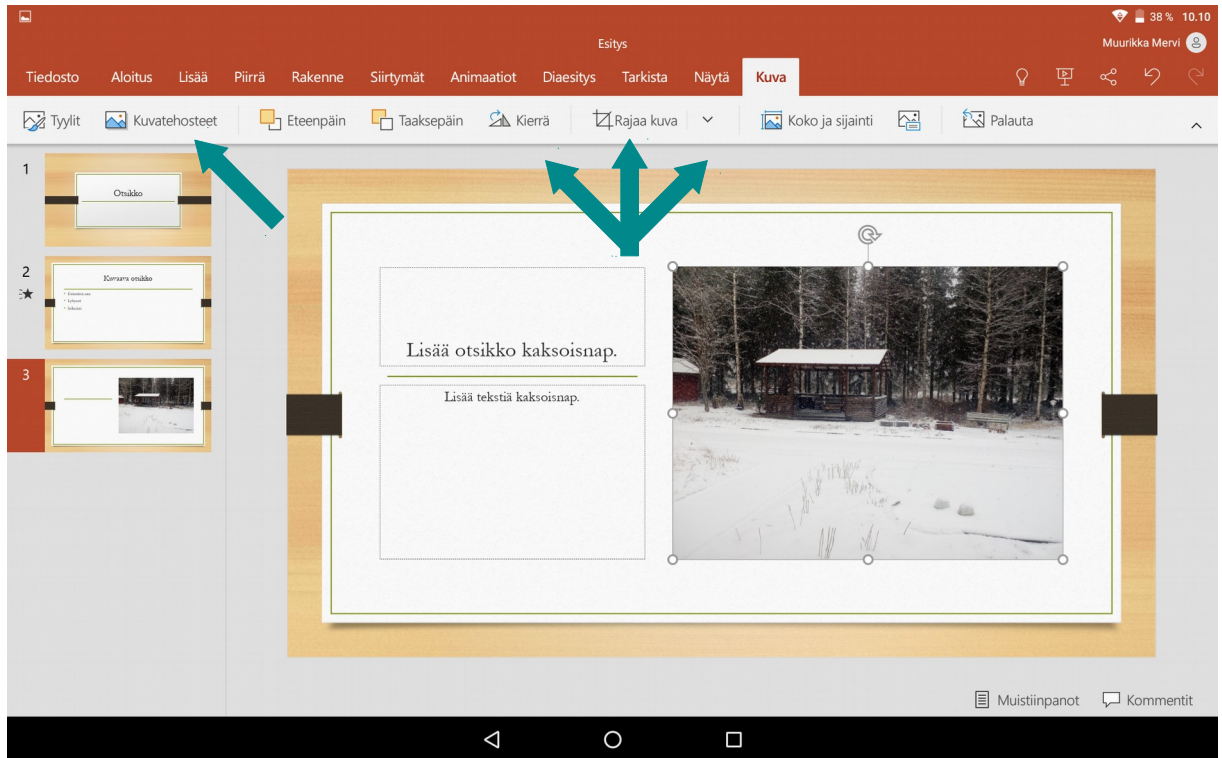 38 % 10.10
Esitys
Muurikka Mervi
Tiedosto Aloitus Lisää Piirrä Rakenne Siirtymät Animaatiot Diaesitys Tarkista Näytä Kuva
Tyylit Kuvatehosteet Eteenpäin Taaksepäin Kierrä Rajaa kuva Koko ja sijainti Palauta
1
Otsikko
2
Kuvaava otsikko
3
Lisää otsikko kaksoisnap.
Lisää tekstiä kaksoisnap.
Muistiinpanot Kommentit